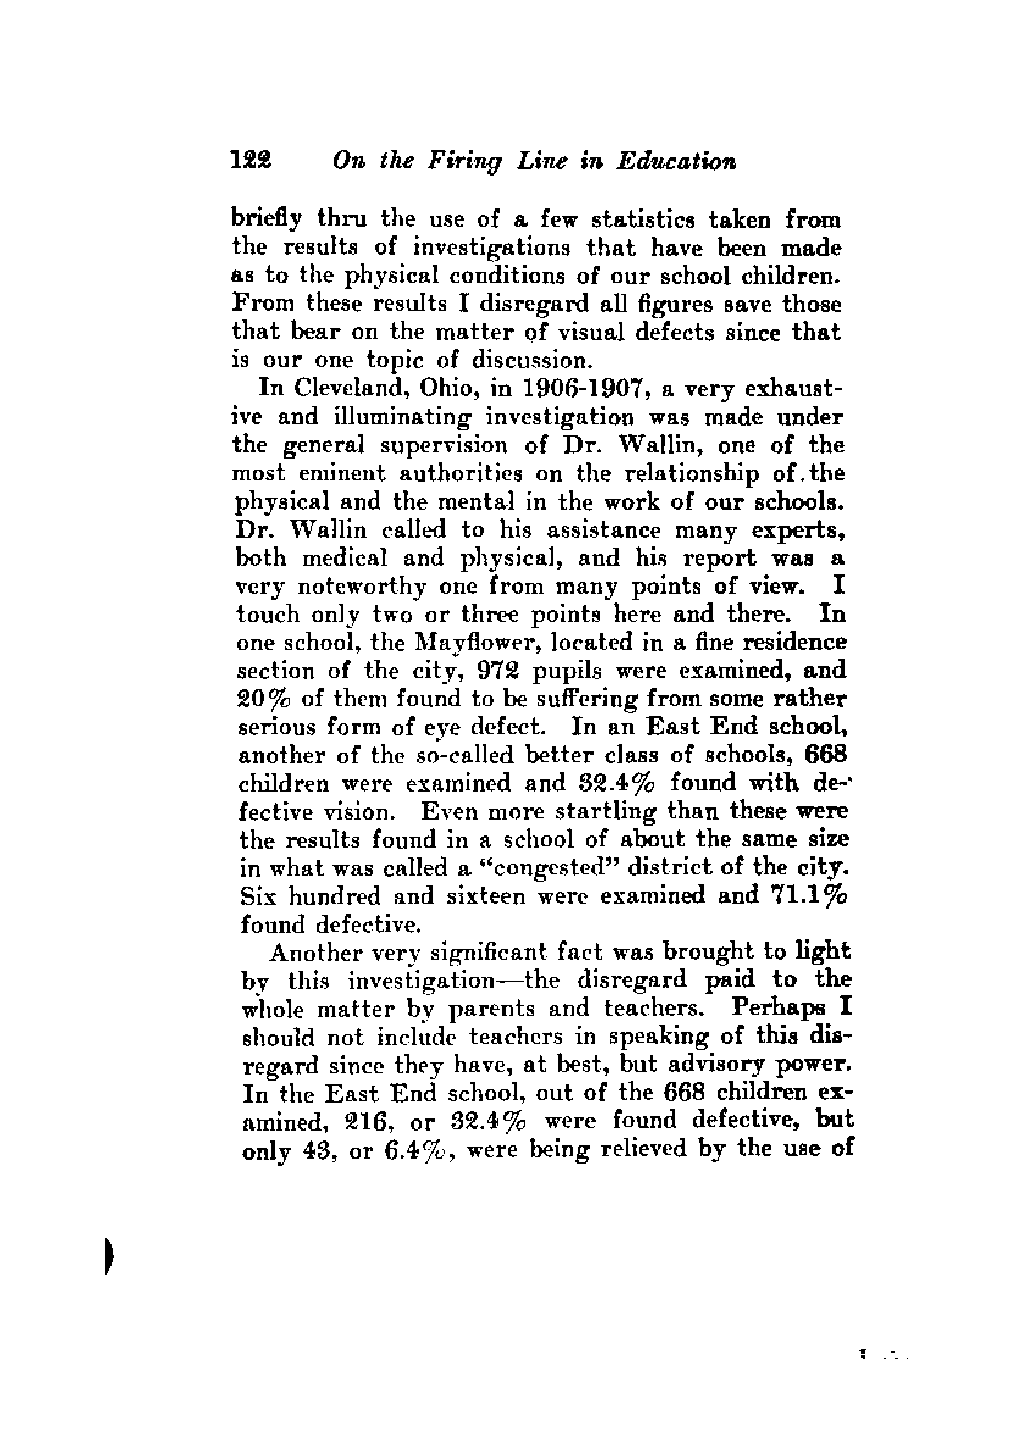 122 On the Firing Line in Education
briefly thru the use of a few statistics taken from
the results of investigations that have been made
as to the physical conditions of our school children.
From these results I disregard all figures save those
that bear on the matter of visual defects since that
is our one topic of discussion.
In Cleveland, Ohio, in 1906-1907, a very exhaust-
ive and illuminating investigation was made under
the general supervision of Dr. Wallin, one of the
most eminent authorities on the relationship of the
physical and the mental in the work of our schools.
Dr. Wallin called to his assistance many experts,
both medical and physical, and his report was a
very noteworthy one from many points of view. I
touch only two or three points here and there. In
one school, the Mayflower, located in a fine residence
section of the city, 972 pupils were examined, and
20% of them found to be suffering from some rather
serious form of eye defect. In an East End school,
another of the so-called better class of schools, 668
children were examined and 32.4% found with de-
fective vision. Even more startling than these were
the results found in a school of about the same size
in what was called a "congested" district of the city.
Six hundred and sixteen were examined and 71.1%
found defective.
Another very significant fact was brought to light
by this investigation—the disregard paid to the
whole matter by parents and teachers. Perhaps I
should not include teachers in speaking of this dis-
regard since they have, at best, but advisory power.
In the East End school, out of the 668 children ex-
amined, 216, or 32.4% were found defective, but
only 43, or 6.4%, were being relieved by the use of